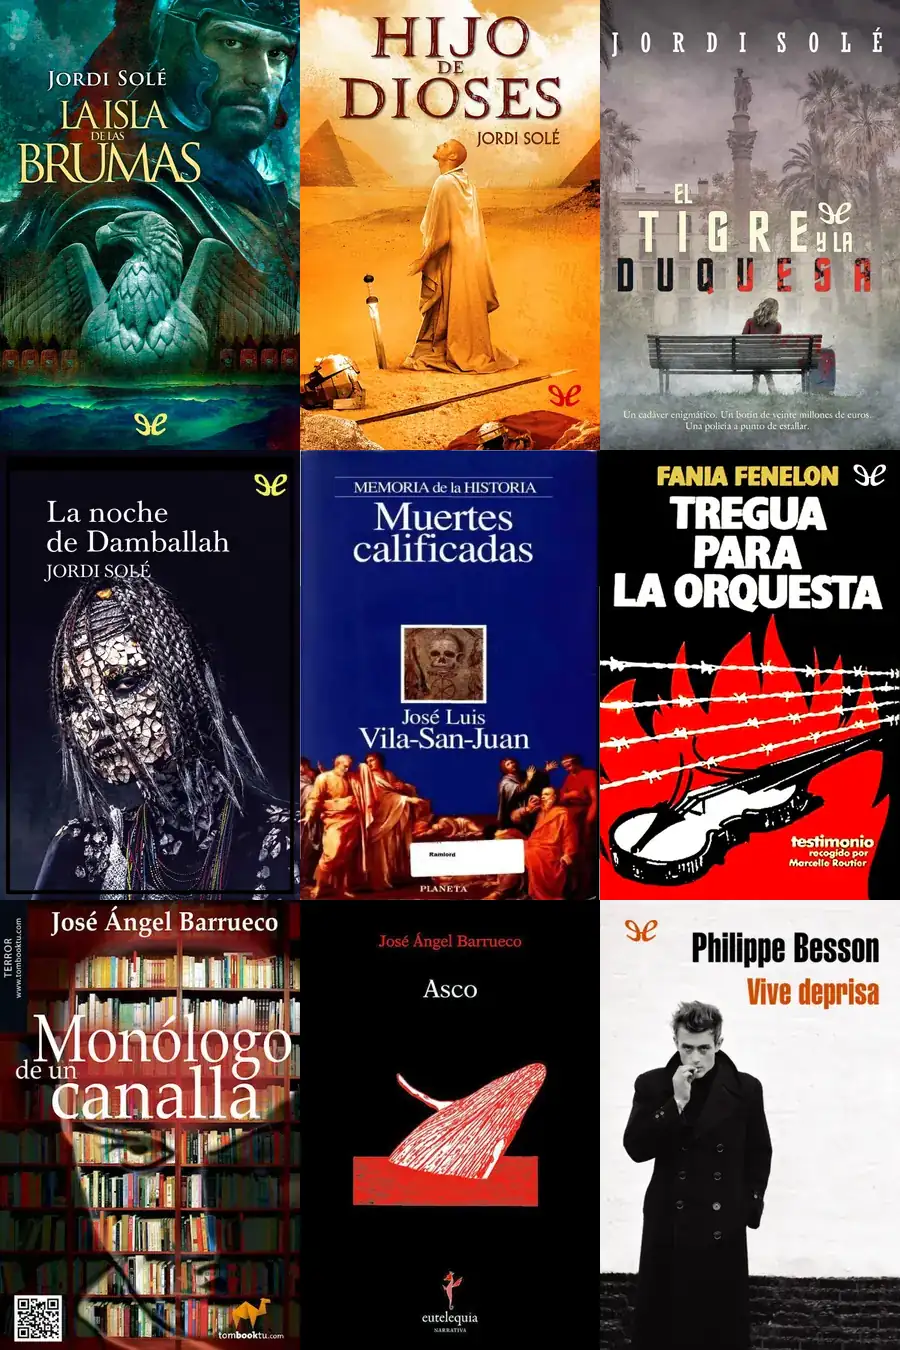 JORDI SOLÉ
LA ISLA
DE LAS
BRUMAS
HIJO
DE
DIOSES
JORDI SOLÉ
JORDI SOLÉ
EL
TIGRE
Y LA
DUQUESA
Un cadáver enigmático. Un botín de veinte millones de euros.
Una policía a punto de estallar.
La noche
de Damballah
JORDI SOLÉ
MEMORIA de la HISTORIA
Muertes
calificadas
José Luis
Vila-San-Juan
Ramlord
PLANETA
FANIA FENELON
TREGUA
PARA
LA ORQUESTA
testimonio
recogido por
Marcelle Routier
TERROR
www.tombooktu.com
José Ángel Barrueco
Monólogo
de un
canalla
tombooktu.com
José Ángel Barrueco
Asco
eutelequia
NARRATIVA
Philippe Besson
Vive deprisa